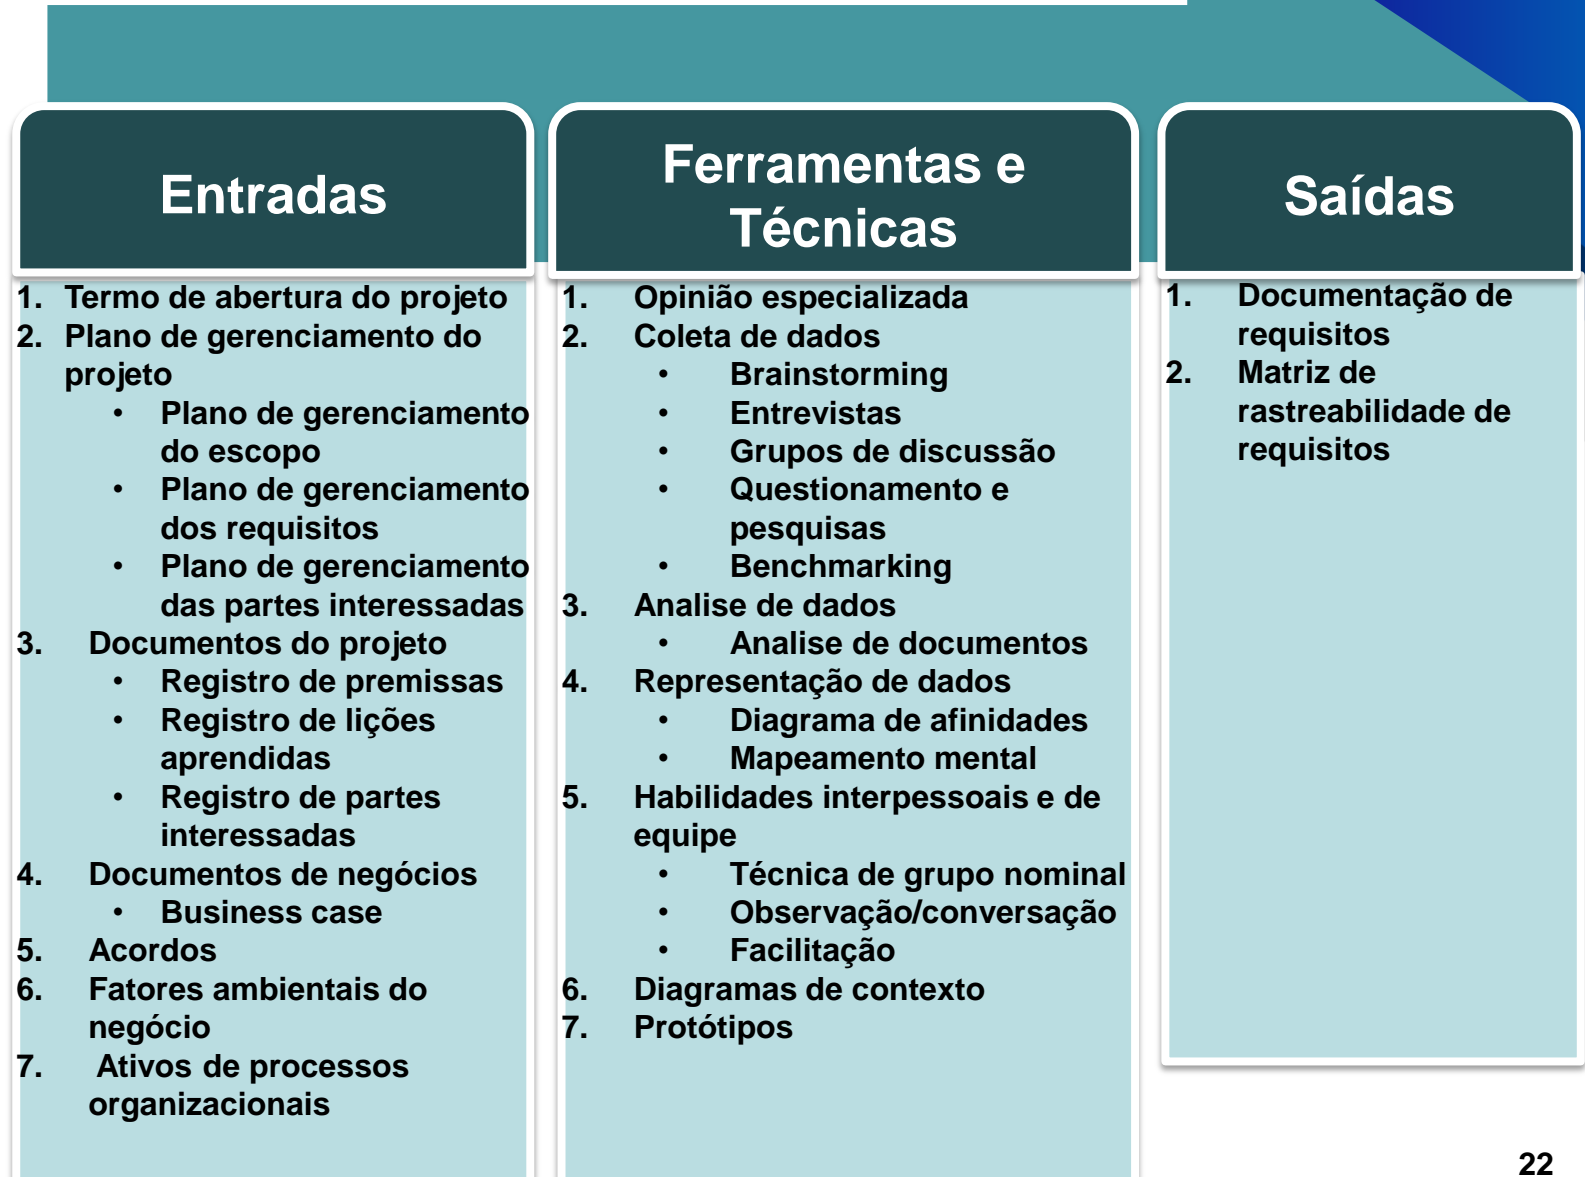 Entradas
1. Termo de abertura do projeto
2. Plano de gerenciamento do
projeto
• Plano de gerenciamento
do escopo
• Plano de gerenciamento
dos requisitos
• Plano de gerenciamento
das partes interessadas
3. Documentos do projeto
• Registro de premissas
• Registro de lições
aprendidas
• Registro de partes
interessadas
4. Documentos de negócios
• Business case
5. Acordos
6. Fatores ambientais do
negócio
7. Ativos de processos
organizacionais
Ferramentas e
Técnicas
1. Opinião especializada
2. Coleta de dados
• Brainstorming
• Entrevistas
• Grupos de discussão
• Questionamento e
pesquisas
• Benchmarking
3. Analise de dados
• Analise de documentos
4. Representação de dados
• Diagrama de afinidades
• Mapeamento mental
5. Habilidades interpessoais e de
equipe
• Técnica de grupo nominal
• Observação/conversação
• Facilitação
6. Diagramas de contexto
7. Protótipos
Saídas
1. Documentação de
requisitos
2. Matriz de
rastreabilidade de
requisitos
22